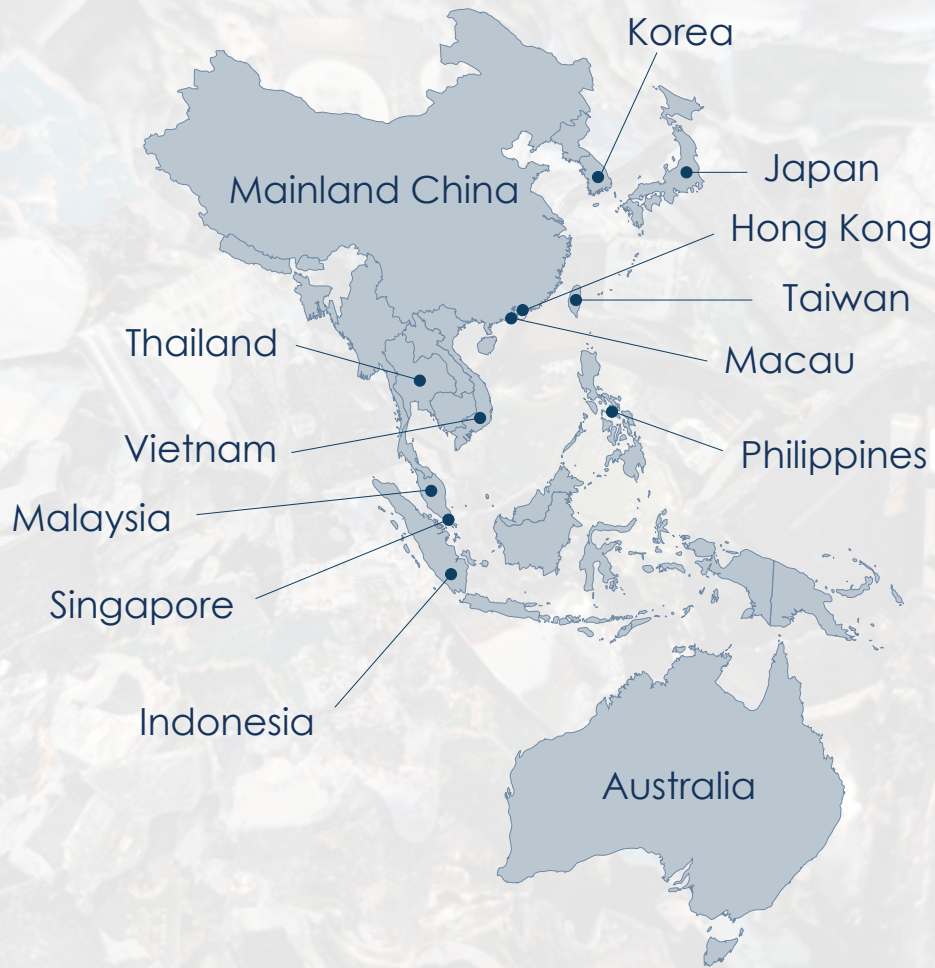 Korea
Japan
Mainland China
Hong Kong
Taiwan
Thailand
Macau
Vietnam
Philippines
Malaysia
Singapore
Indonesia
Australia